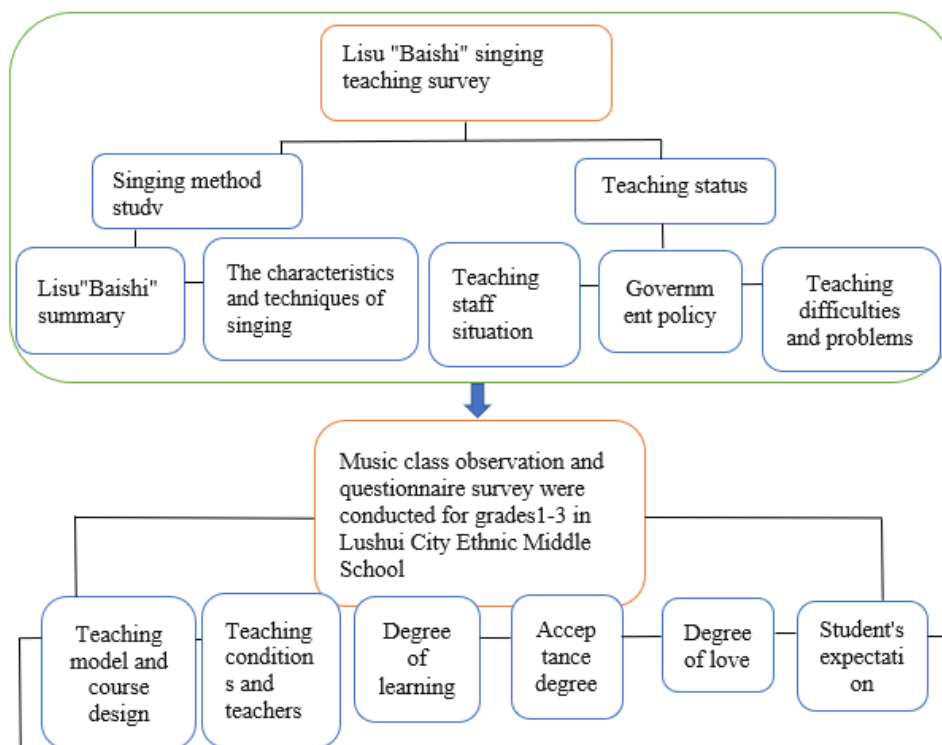 Lisu "Baishi" singing
teaching survey
Singing method
studv
Teaching status
Lisu"Baishi"
summary
The characteristics
and techniques of
singing
Teaching
staff
situation
Governm
ent policy
Teaching
difficulties
and problems
Music class observation and
questionnaire survey were
conducted for grades1-3 in
Lushui City Ethnic Middle
School
Teaching
model and
course
design
Teaching
condition
s and
teachers
Degree
of
learning
Accep
tance
degree
Degree
of love
Student's
expectati
on